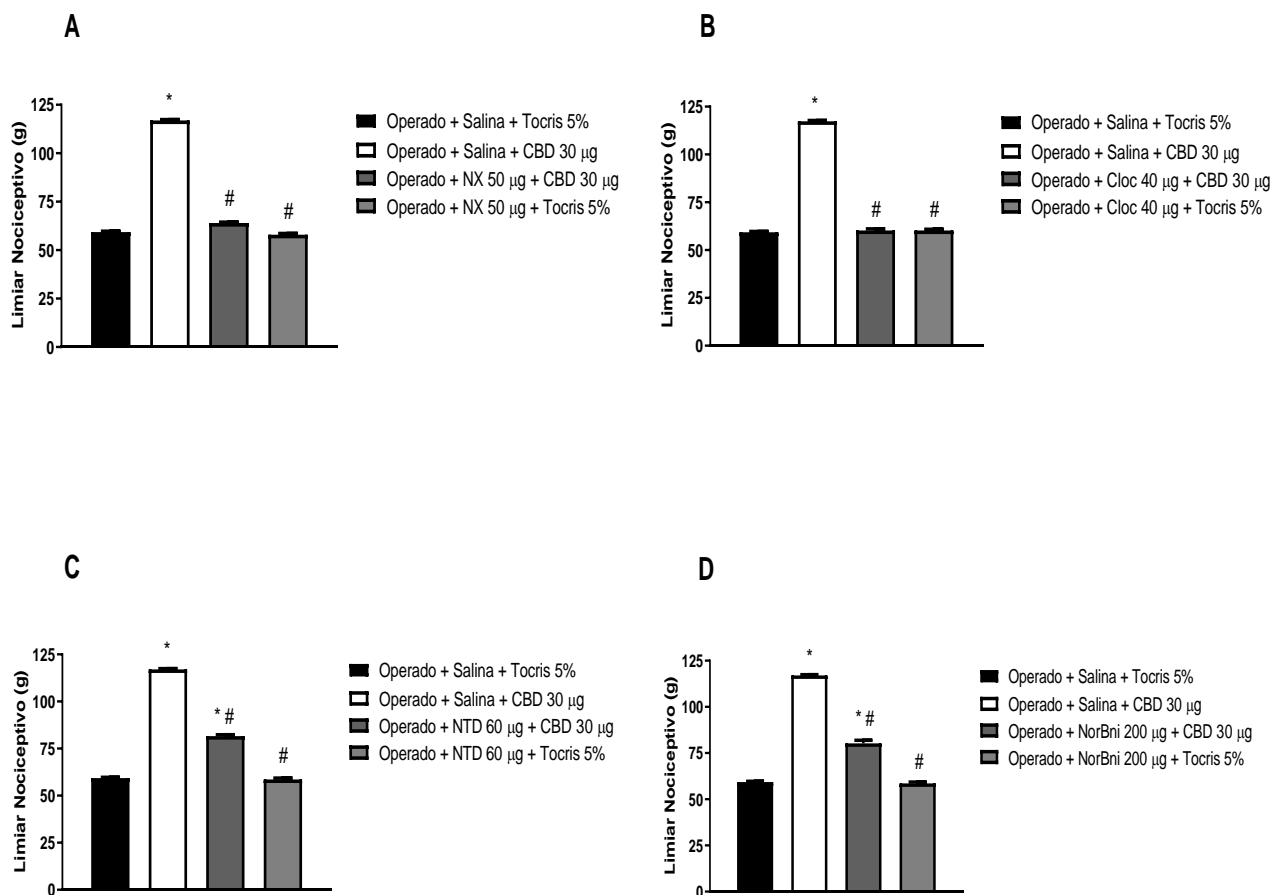 A
Limiar Nociceptivo (g)
125
100
75
50
25
0
*
#
#
Operado + Salina + Tocris 5%
Operado + Salina + CBD 30 µg
Operado + NX 50 µg + CBD 30 µg
Operado + NX 50 µg + Tocris 5%
B
Limiar Nociceptivo (g)
125
100
75
50
25
0
*
#
#
Operado + Salina + Tocris 5%
Operado + Salina + CBD 30 µg
Operado + Cloc 40 µg + CBD 30 µg
Operado + Cloc 40 µg + Tocris 5%
C
Limiar Nociceptivo (g)
125
100
75
50
25
0
*
* #
#
Operado + Salina + Tocris 5%
Operado + Salina + CBD 30 µg
Operado + NTD 60 µg + CBD 30 µg
Operado + NTD 60 µg + Tocris 5%
D
Limiar Nociceptivo (g)
125
100
75
50
25
0
*
* #
#
Operado + Salina + Tocris 5%
Operado + Salina + CBD 30 µg
Operado + NorBni 200 µg + CBD 30 µg
Operado + NorBni 200 µg + Tocris 5%